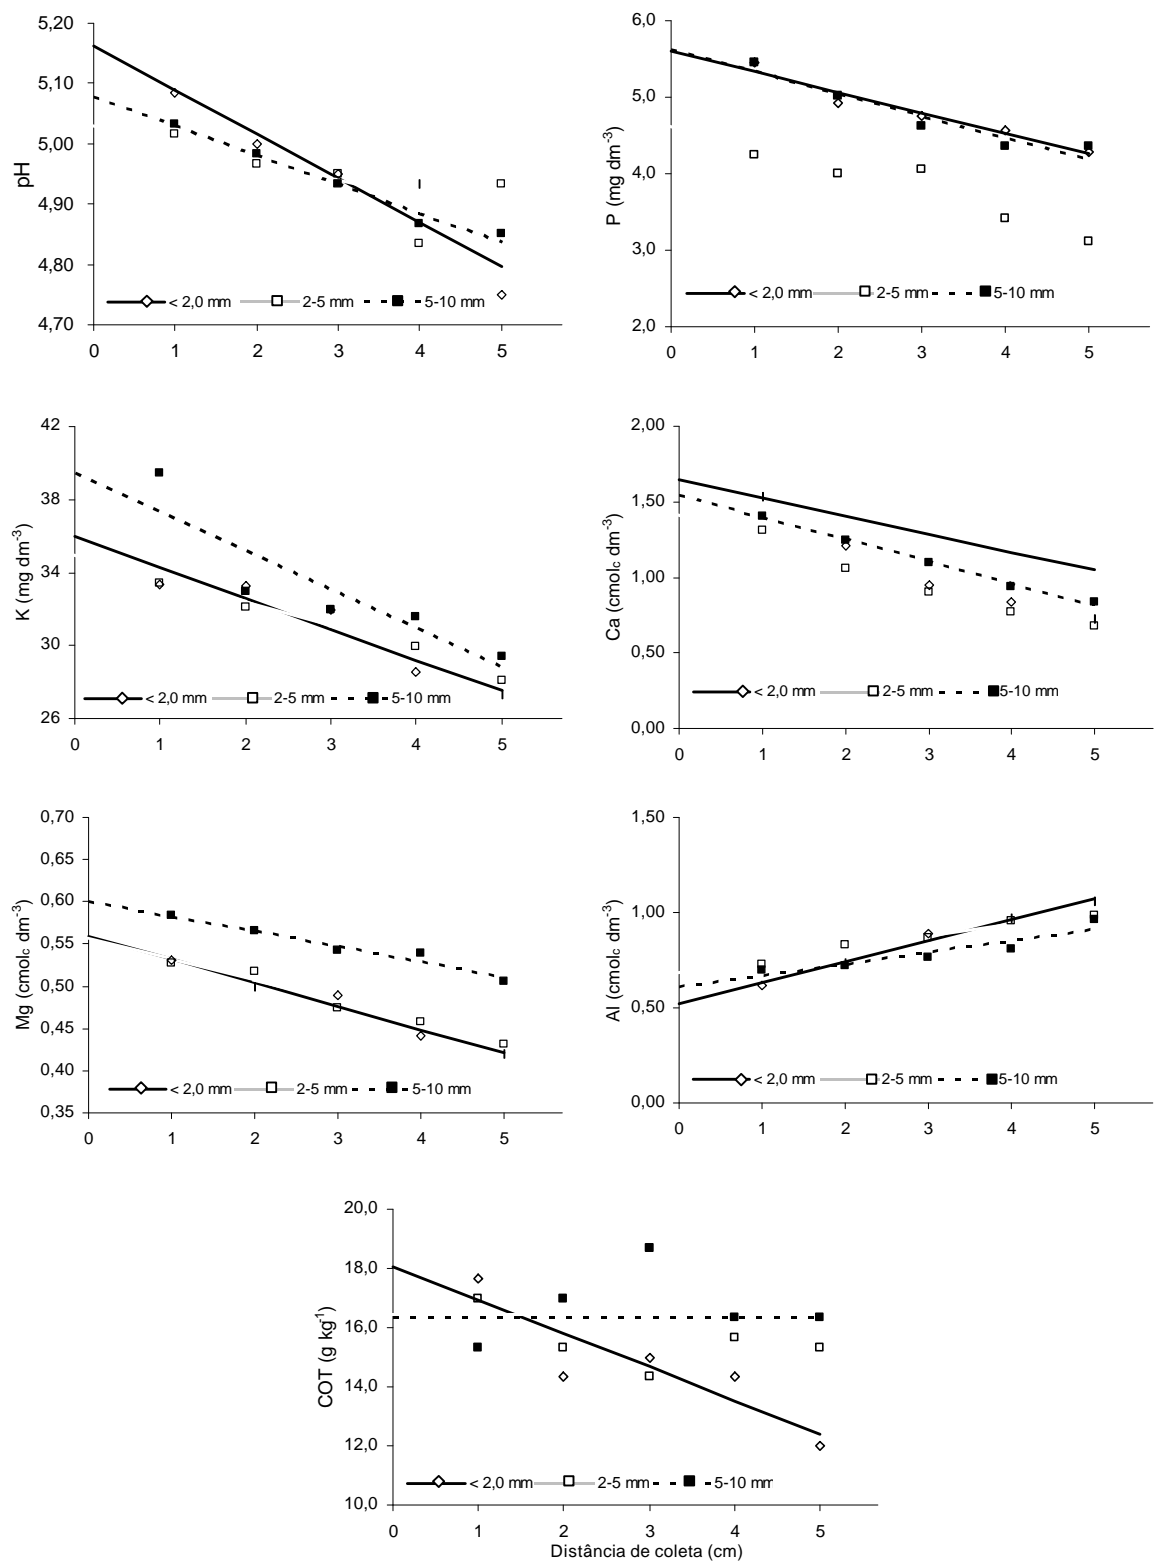 5,20
5,10
5,00
4,90
4,80
4,70
pH
< 2,0 mm 2-5 mm 5-10 mm
0 1 2 3 4 5
6,0
5,0
4,0
3,0
2,0
P (mg dm-3)
< 2,0 mm 2-5 mm 5-10 mm
0 1 2 3 4 5
42
38
34
30
26
K (mg dm-3)
< 2,0 mm 2-5 mm 5-10 mm
0 1 2 3 4 5
2,00
1,50
1,00
0,50
0,00
Ca (cmolc dm-3)
< 2,0 mm 2-5 mm 5-10 mm
0 1 2 3 4 5
0,70
0,65
0,60
0,55
0,50
0,45
0,40
0,35
Mg (cmolc dm-3)
< 2,0 mm 2-5 mm 5-10 mm
0 1 2 3 4 5
1,50
1,00
0,50
0,00
Al (cmolc dm-3)
< 2,0 mm 2-5 mm 5-10 mm
0 1 2 3 4 5
20,0
18,0
16,0
14,0
12,0
10,0
COT (g kg-1)
< 2,0 mm 2-5 mm 5-10 mm
0 1 2 3 4 5
Distância de coleta (cm)